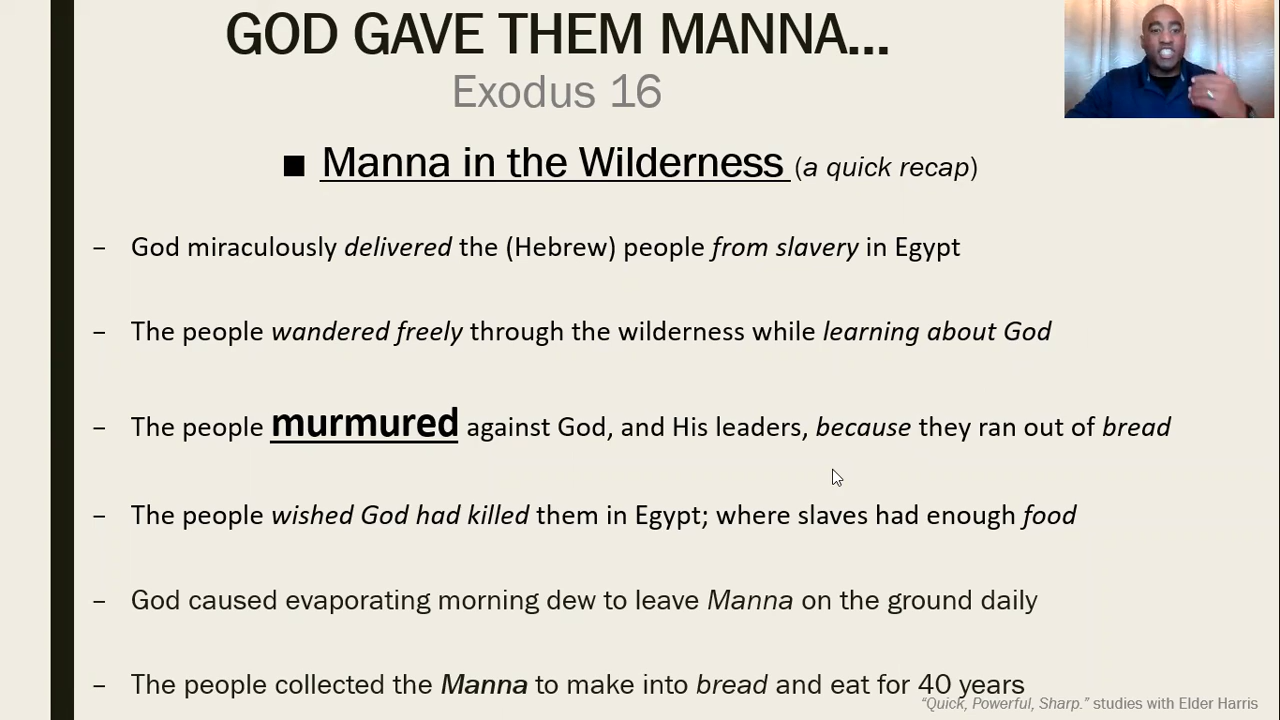 GOD GAVE THEM MANNA...
Exodus 16
■ Manna in the Wilderness (a quick recap)
– God miraculously delivered the (Hebrew) people from slavery in Egypt
– The people wandered freely through the wilderness while learning about God
– The people murmured against God, and His leaders, because they ran out of bread
– The people wished God had killed them in Egypt; where slaves had enough food
– God caused evaporating morning dew to leave Manna on the ground daily
– The people collected the Manna to make into bread and eat for 40 years
“Quick, Powerful, Sharp.” studies with Elder Harris